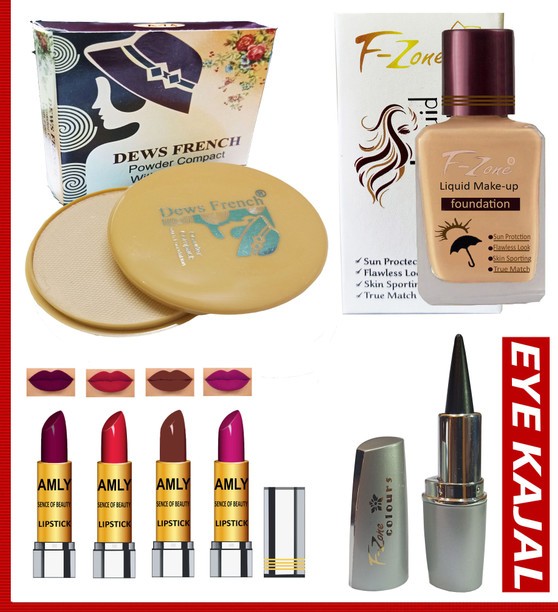 DEWS FRENCH
Powder Compact
Dews French®
F-Zone
✓ Sun Protec
✓ Flawless Loo
✓ Skin Sportin
✓ True Match
F-Zone®
Liquid Make-up
foundation
Sun Protction
Flawless Look
Skin Sporting
True Match
AMLY
SENCE OF BEAUTY
LIPSTICK
AMLY
SENCE OF BEAUTY
LIPSTICK
AMLY
SENCE OF BEAUTY
LIPSTICK
AMLY
SENCE OF BEAUTY
LIPSTICK
F-Zone
colours
EYE KAJAL